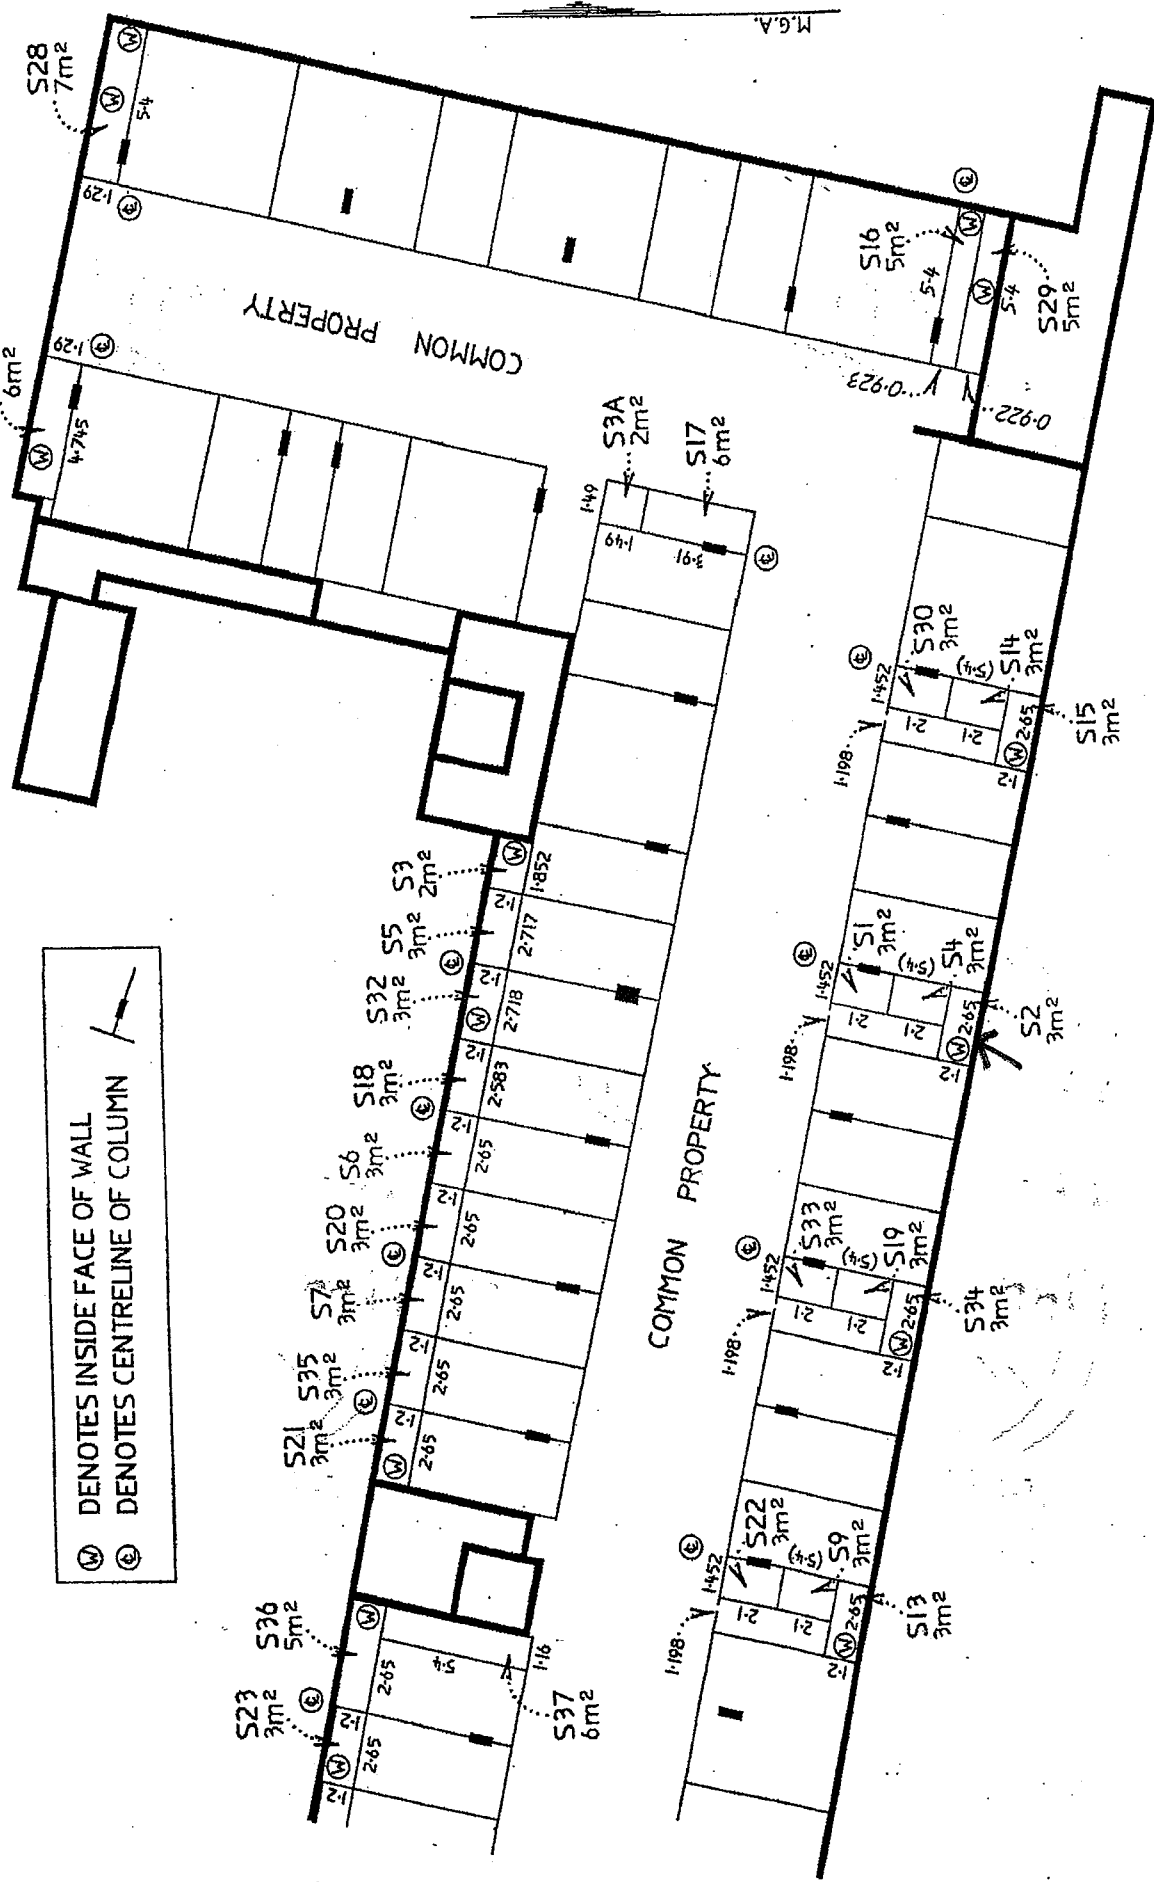 M.G.A.
S28
7m²
W
W
5·4
1·29
℄
6m²
1·29
℄
W
4·745
COMMON PROPERTY
℄
S16
5m²
W
5·4
W
5·4
S29
5m²
0·923
0·922
S3A
2m²
S17
6m²
1·49
1·49
3·91
℄
℄
S30
3m²
1·452
(5·4)
S14
3m²
2·1
2·1
1·198
W
2·65
1·2
S15
3m²
S3
2m²
W
1·852
S5
3m²
1·2
2·717
℄
S32
3m²
1·2
W
2·718
S18
3m²
1·2
2·583
℄
S6
3m²
1·2
2·65
S20
3m²
1·2
2·65
℄
S7
3m²
1·2
2·65
S35
3m²
1·2
2·65
℄
S21
3m²
1·2
W
2·65
℄
S1
3m²
1·452
(5·4)
S4
3m²
2·1
2·1
1·198
W
2·65
1·2
S2
3m²
COMMON PROPERTY
℄
S33
3m²
1·452
(5·4)
S19
3m²
2·1
2·1
1·198
W
2·65
1·2
S34
3m²
℄
S22
3m²
1·452
(5·4)
S9
3m²
2·1
2·1
1·198
W
2·65
1·2
S13
3m²
S36
5m²
W
2·65
5·4
1·16
S37
6m²
℄
S23
3m²
1·2
W
2·65
1·2
W DENOTES INSIDE FACE OF WALL
℄ DENOTES CENTRELINE OF COLUMN